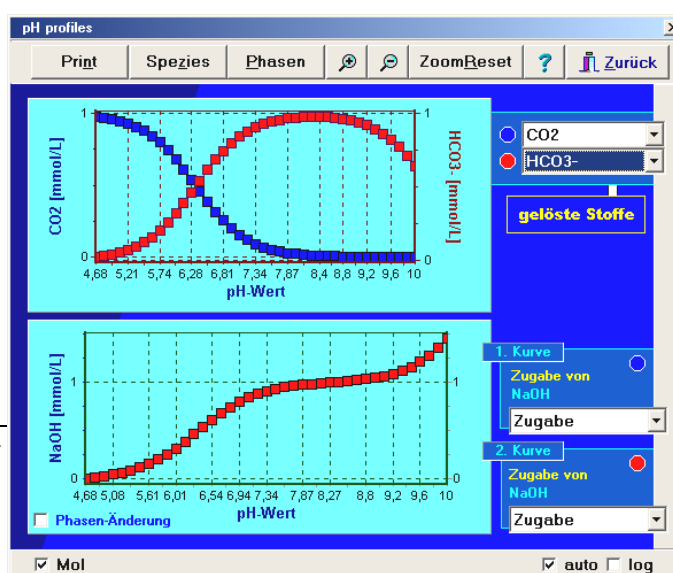 pH profiles
Print Spezies Phasen ZoomReset ? Zurück
CO2
HCO3-
gelöste Stoffe
CO2 [mmol/L]
HCO3- [mmol/L]
1 1
0 0
4,68 5,21 5,74 6,28 6,81 7,34 7,87 8,4 8,8 9,2 9,6 10
pH-Wert
1. Kurve
Zugabe von
NaOH
Zugabe
NaOH [mmol/L]
1 1
0 0
4,68 5,08 5,61 6,01 6,54 6,94 7,34 7,87 8,27 8,8 9,2 9,6 10
pH-Wert
Phasen-Änderung
2. Kurve
Zugabe von
NaOH
Zugabe
Mol auto log